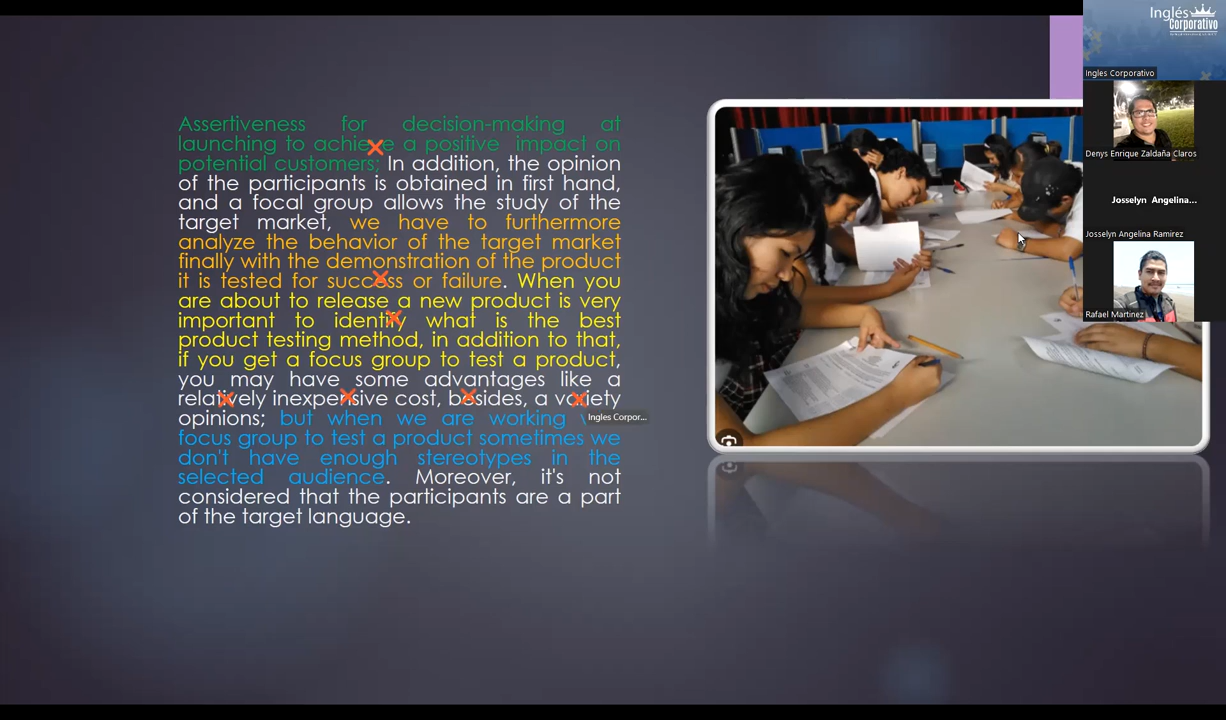 Assertiveness for decision-making at
launching to achieve a positive impact on
potential customers; In addition, the opinion
of the participants is obtained in first hand,
and a focal group allows the study of the
target market, we have to furthermore
analyze the behavior of the target market
finally with the demonstration of the product
it is tested for success or failure. When you
are about to release a new product is very
important to identify what is the best
product testing method, in addition to that,
if you get a focus group to test a product,
you may have some advantages like a
relatively inexpensive cost, besides, a variety
opinions; but when we are working
focus group to test a product sometimes we
don't have enough stereotypes in the
selected audience. Moreover, it's not
considered that the participants are a part
of the target language.
Ingles Corpor...
Inglés
Corporativo
Ingles Corporativo
Denys Enrique Zaldaña Claros
Josselyn Angelina...
Josselyn Angelina Ramirez
Rafael Martinez